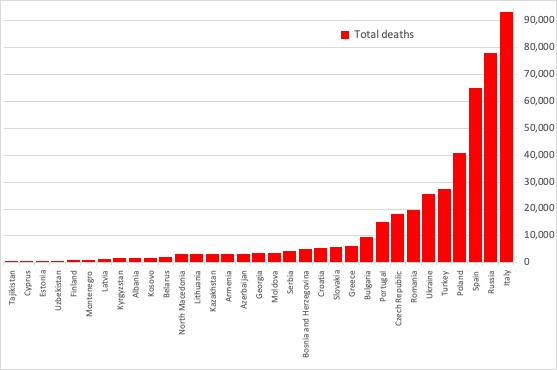 Total deaths
90,000
80,000
70,000
60,000
50,000
40,000
30,000
20,000
10,000
0
Tajikistan
Cyprus
Estonia
Uzbekistan
Finland
Montenegro
Latvia
Kyrgyzstan
Albania
Kosovo
Belarus
North Macedonia
Lithuania
Kazakhstan
Armenia
Azerbaijan
Georgia
Moldova
Serbia
Bosnia and Herzegovina
Croatia
Slovakia
Greece
Bulgaria
Portugal
Czech Republic
Romania
Ukraine
Turkey
Poland
Spain
Russia
Italy